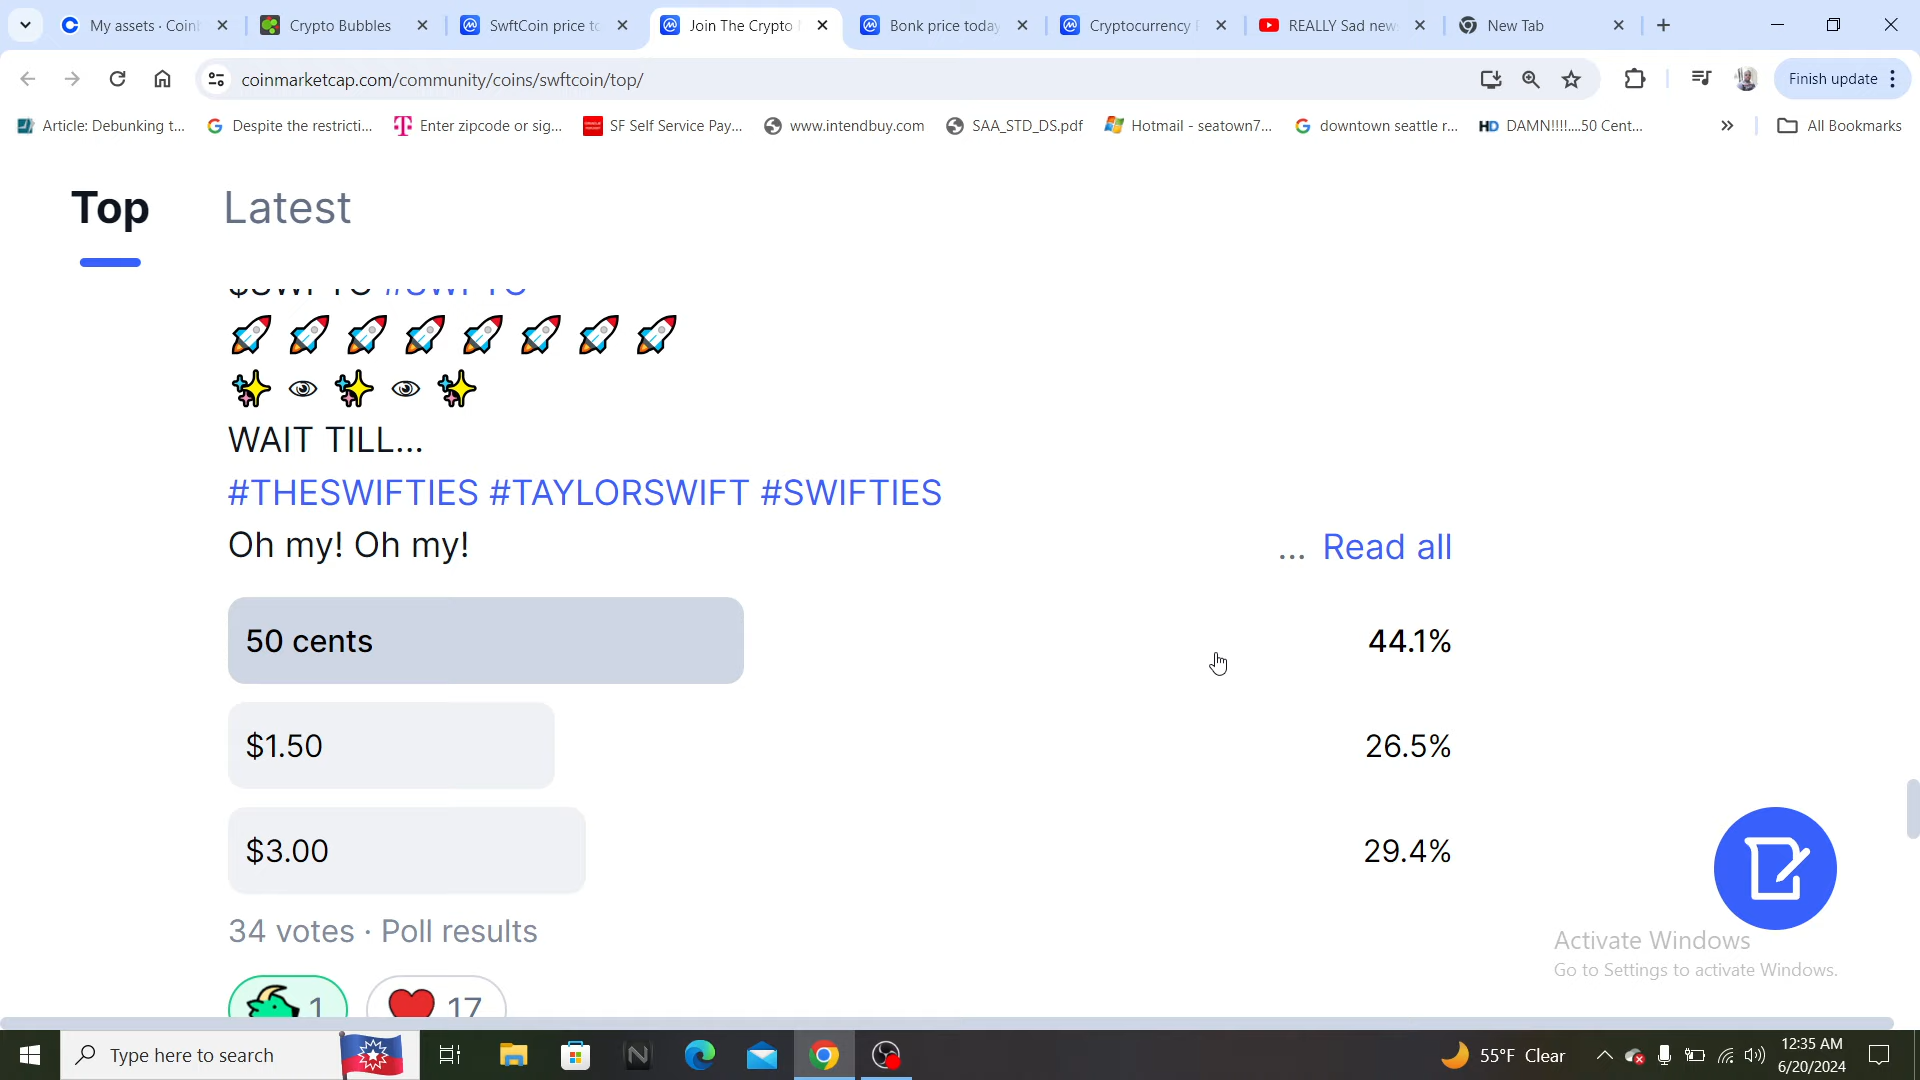 My assets · Coin
Crypto Bubbles
SwftCoin price to
Join The Crypto
Bonk price today
Cryptocurrency
REALLY Sad new
New Tab
coinmarketcap.com/community/coins/swftcoin/top/
Finish update
Article: Debunking t...
Despite the restricti...
Enter zipcode or sig...
SF Self Service Pay...
www.intendbuy.com
SAA_STD_DS.pdf
Hotmail - seatown7...
downtown seattle r...
HD DAMN!!!!....50 Cent...
All Bookmarks
Top Latest
$SWFTC #SWFTC
WAIT TILL...
#THESWIFTIES #TAYLORSWIFT #SWIFTIES
Oh my! Oh my! ... Read all
50 cents 44.1%
$1.50 26.5%
$3.00 29.4%
34 votes · Poll results
1 17
Activate Windows
Go to Settings to activate Windows.
Type here to search
55°F Clear
12:35 AM
6/20/2024